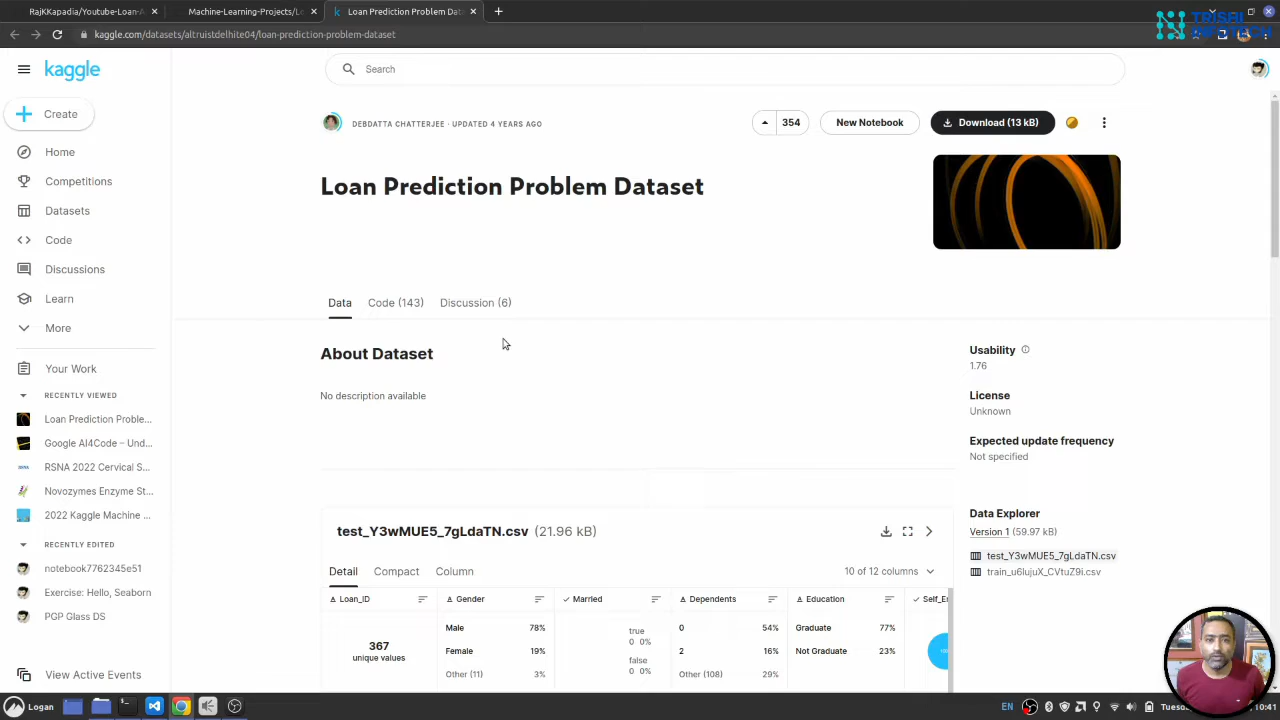 RajKKapadia/Youtube-Loan-A
Machine-Learning-Projects/Lo
Loan Prediction Problem Dat
kaggle.com/datasets/altruistdelhite04/loan-prediction-problem-dataset
kaggle
Search
Create
DEBDATTA CHATTERJEE · UPDATED 4 YEARS AGO
354
New Notebook
Download (13 kB)
Home
Competitions
Datasets
Code
Discussions
Learn
More
Your Work
RECENTLY VIEWED
Loan Prediction Proble...
Google AI4Code – Und...
RSNA 2022 Cervical S...
Novozymes Enzyme St...
2022 Kaggle Machine ...
RECENTLY EDITED
notebook7762345e51
Exercise: Hello, Seaborn
PGP Glass DS
View Active Events
Loan Prediction Problem Dataset
Data
Code (143)
Discussion (6)
About Dataset
No description available
Usability
1.76
License
Unknown
Expected update frequency
Not specified
test_Y3wMUE5_7gLdaTN.csv (21.96 kB)
Detail
Compact
Column
10 of 12 columns
Loan_ID
Gender
Married
Dependents
Education
Self_E
367
unique values
Male 78%
Female 19%
Other (11) 3%
true
0 0%
false
0 0%
0 54%
2 16%
Other (108) 29%
Graduate 77%
Not Graduate 23%
Data Explorer
Version 1 (59.97 kB)
test_Y3wMUE5_7gLdaTN.csv
train_u6lujuX_CVtuZ9i.csv
Logan
EN
10:41